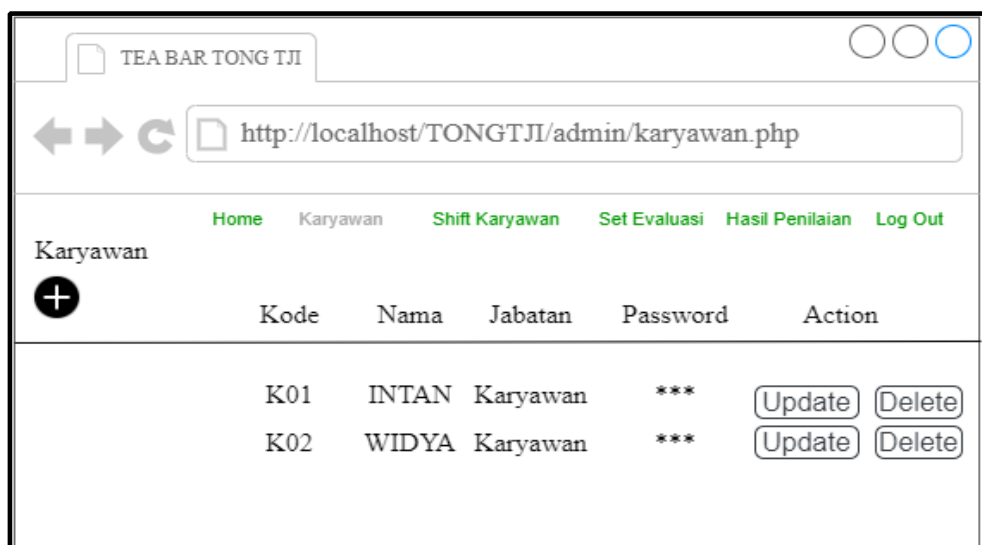 TEA BAR TONG TJI
http://localhost/TONGTJI/admin/karyawan.php
Home Karyawan Shift Karyawan Set Evaluasi Hasil Penilaian Log Out
Karyawan
Kode Nama Jabatan Password Action
K01 INTAN Karyawan *** Update Delete
K02 WIDYA Karyawan *** Update Delete